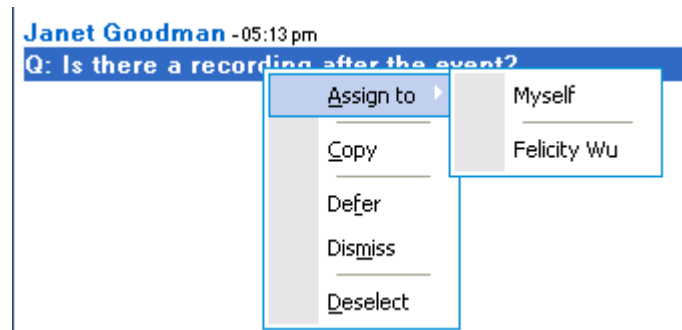 Janet Goodman - 05:13 pm
Q: Is there a recording after the event?
Assign to
Myself
Felicity Wu
Copy
Defer
Dismiss
Deselect